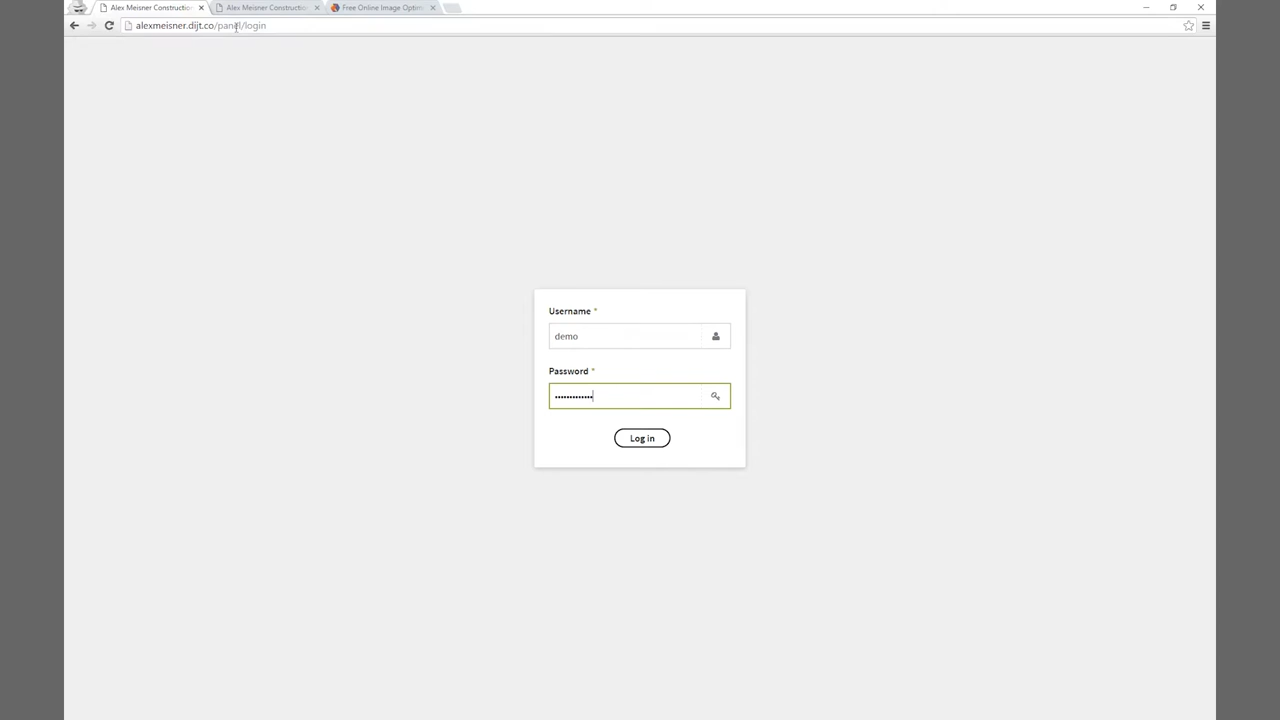 Alex Meisner Constructio
Alex Meisner Constructio
Free Online Image Optim
alexmeisner.dijt.co/panel/login
Username *
demo
Password *
•••••••••••••
Log in